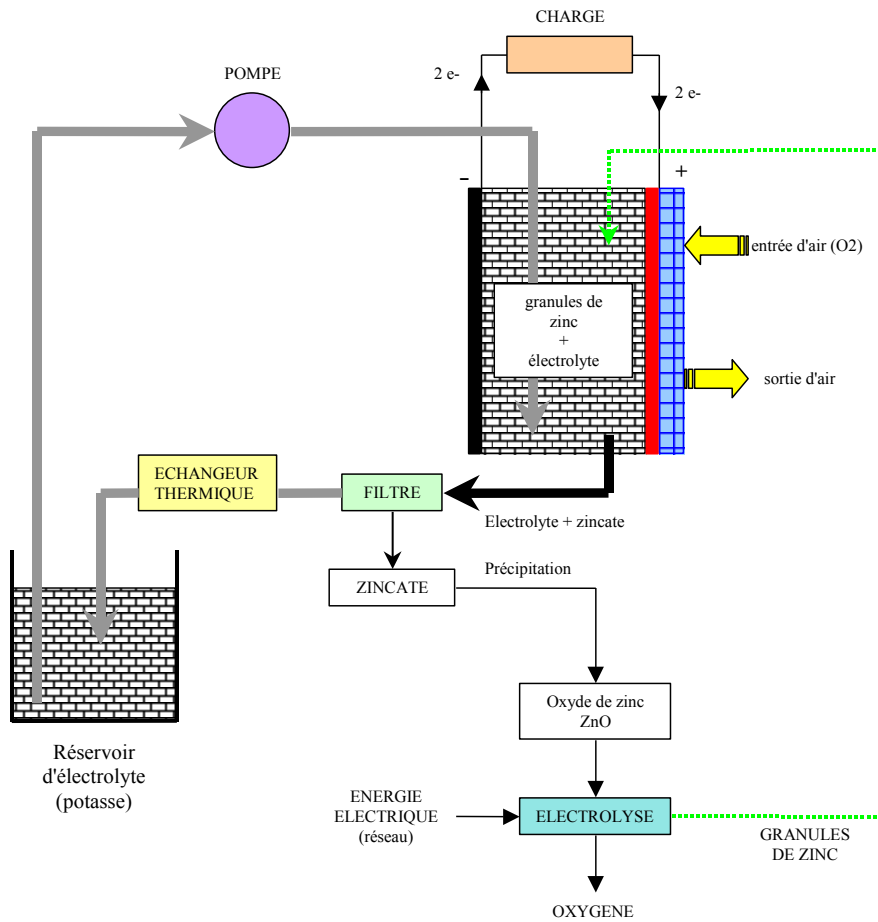 CHARGE
POMPE
2 e-
2 e-
–
+
entrée d'air (O2)
granules de
zinc
+
électrolyte
sortie d'air
ECHANGEUR
THERMIQUE
FILTRE
Electrolyte + zincate
ZINCATE
Précipitation
Oxyde de zinc
ZnO
Réservoir
d'électrolyte
(potasse)
ENERGIE
ELECTRIQUE
(réseau)
ELECTROLYSE
GRANULES
DE ZINC
OXYGENE